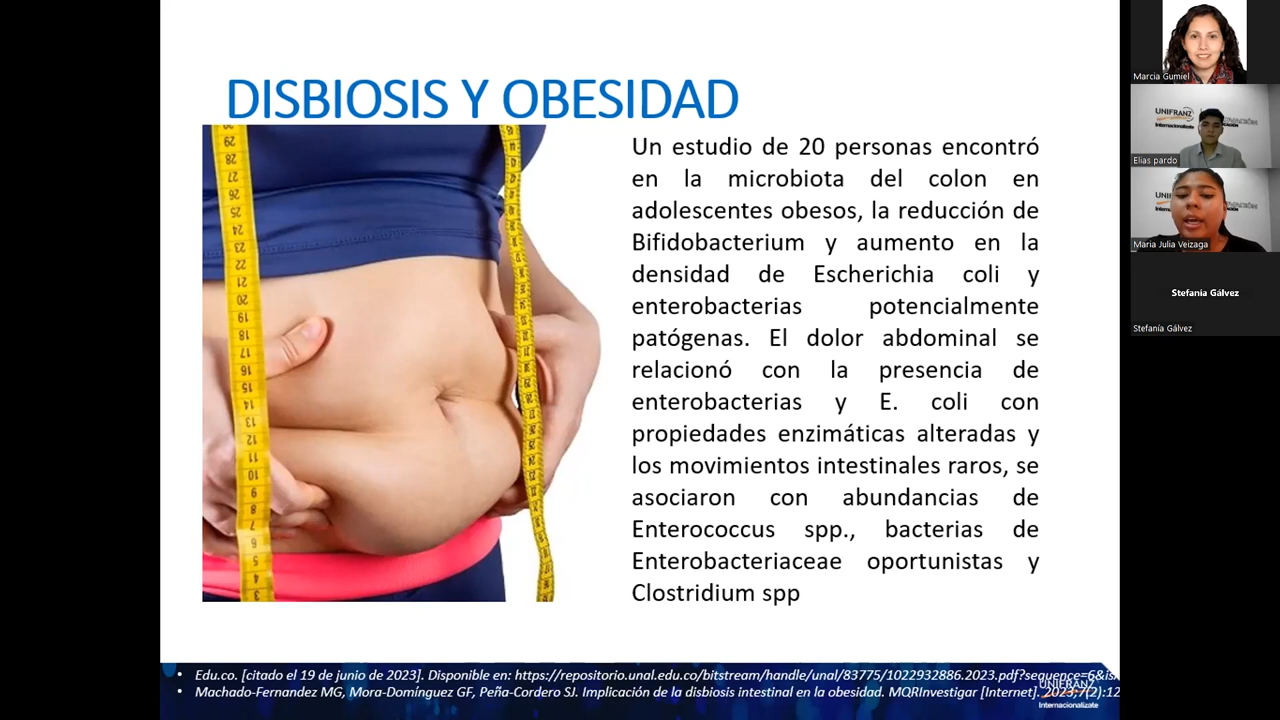 DISBIOSIS Y OBESIDAD
Un estudio de 20 personas encontró
en la microbiota del colon en
adolescentes obesos, la reducción de
Bifidobacterium y aumento en la
densidad de Escherichia coli y
enterobacterias potencialmente
patógenas. El dolor abdominal se
relacionó con la presencia de
enterobacterias y E. coli con
propiedades enzimáticas alteradas y
los movimientos intestinales raros, se
asociaron con abundancias de
Enterococcus spp., bacterias de
Enterobacteriaceae oportunistas y
Clostridium spp
• Edu.co. [citado el 19 de junio de 2023]. Disponible en: https://repositorio.unal.edu.co/bitstream/handle/unal/83775/1022932886.2023.pdf?sequence=6&is
• Machado-Fernandez MG, Mora-Domínguez GF, Peña-Cordero SJ. Implicación de la disbiosis intestinal en la obesidad. MQRInvestigar [Internet]. 2023;7(2):12
UNIFRANZ
Internacionalízate
Marcia Gumiel
UNIFRANZ
Internacionalízate
Elias pardo
Maria Julia Veizaga
Stefanía Gálvez
Stefanía Gálvez